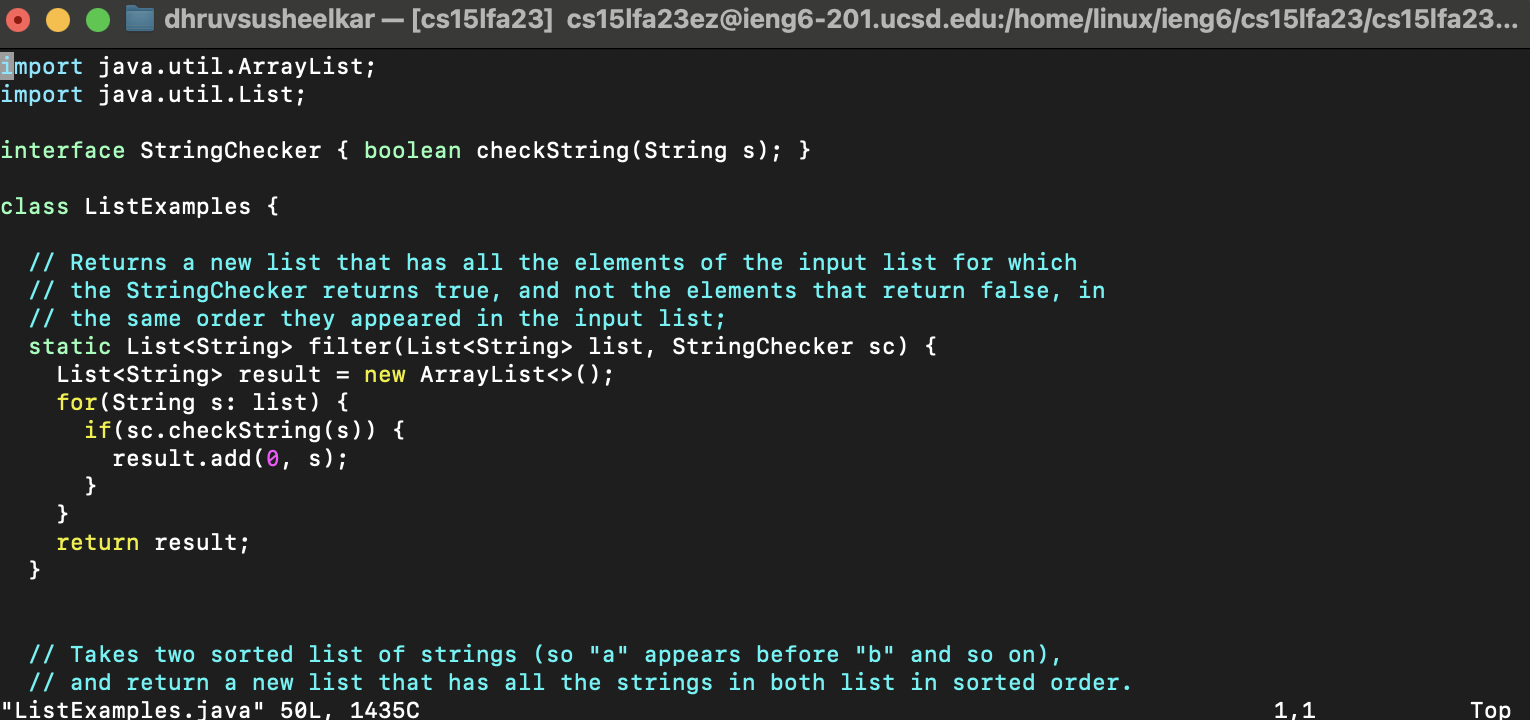 dhruvsusheelkar — [cs15lfa23] cs15lfa23ez@ieng6-201.ucsd.edu:/home/linux/ieng6/cs15lfa23/cs15lfa23...
import java.util.ArrayList;
import java.util.List;
interface StringChecker { boolean checkString(String s); }
class ListExamples {
  // Returns a new list that has all the elements of the input list for which
  // the StringChecker returns true, and not the elements that return false, in
  // the same order they appeared in the input list;
  static List<String> filter(List<String> list, StringChecker sc) {
    List<String> result = new ArrayList<>();
    for(String s: list) {
      if(sc.checkString(s)) {
        result.add(0, s);
      }
    }
    return result;
  }
  // Takes two sorted list of strings (so "a" appears before "b" and so on),
  // and return a new list that has all the strings in both list in sorted order.
"ListExamples.java" 50L, 1435C 1,1 Top